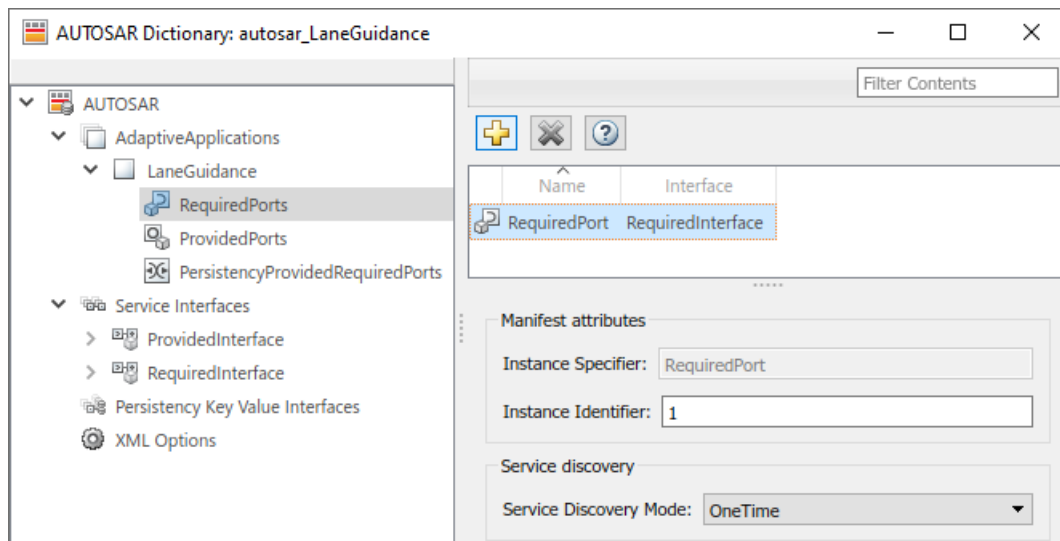 AUTOSAR Dictionary: autosar_LaneGuidance
Filter Contents
AUTOSAR
AdaptiveApplications
LaneGuidance
RequiredPorts
ProvidedPorts
PersistencyProvidedRequiredPorts
Service Interfaces
ProvidedInterface
RequiredInterface
Persistency Key Value Interfaces
XML Options
Name Interface
RequiredPort RequiredInterface
Manifest attributes
Instance Specifier: RequiredPort
Instance Identifier: 1
Service discovery
Service Discovery Mode: OneTime